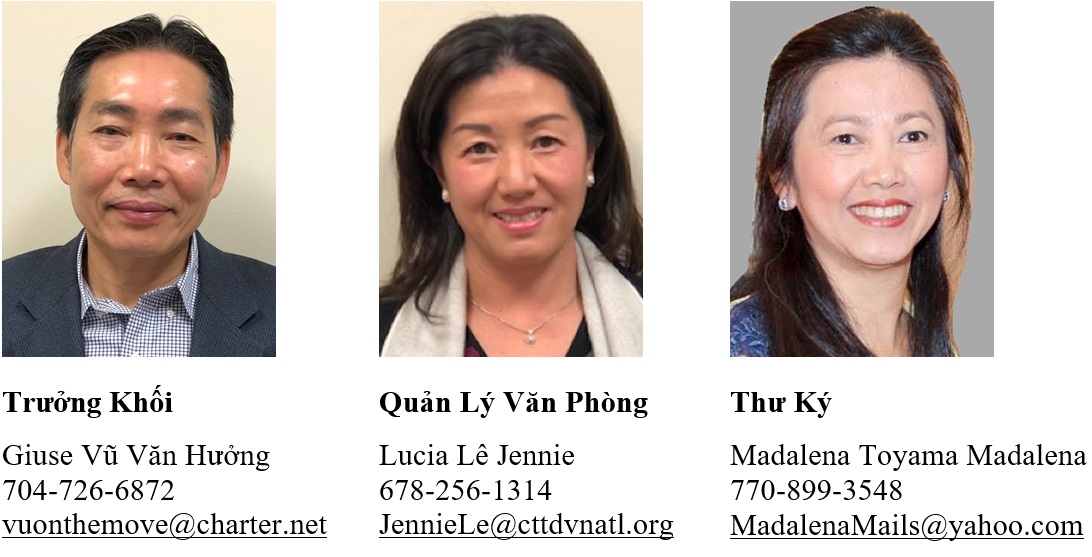 Trưởng Khối
Giuse Vũ Văn Hưởng
704-726-6872
vuonthemove@charter.net
Quản Lý Văn Phòng
Lucia Lê Jennie
678-256-1314
JennieLe@cttdvnatl.org
Thư Ký
Madalena Toyama Madalena
770-899-3548
MadalenaMails@yahoo.com